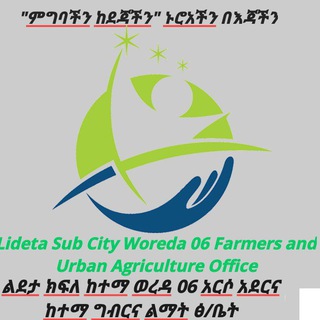 "ምግባችን ከደጃችን" ኑሮአችን በእጃችን
Lideta Sub City Woreda 06 Farmers and
Urban Agriculture Office
ልደታ ክፍለ ከተማ ወረዳ 06 አርሶ አደርና
ከተማ ግብርና ልማት ፅ/ቤት